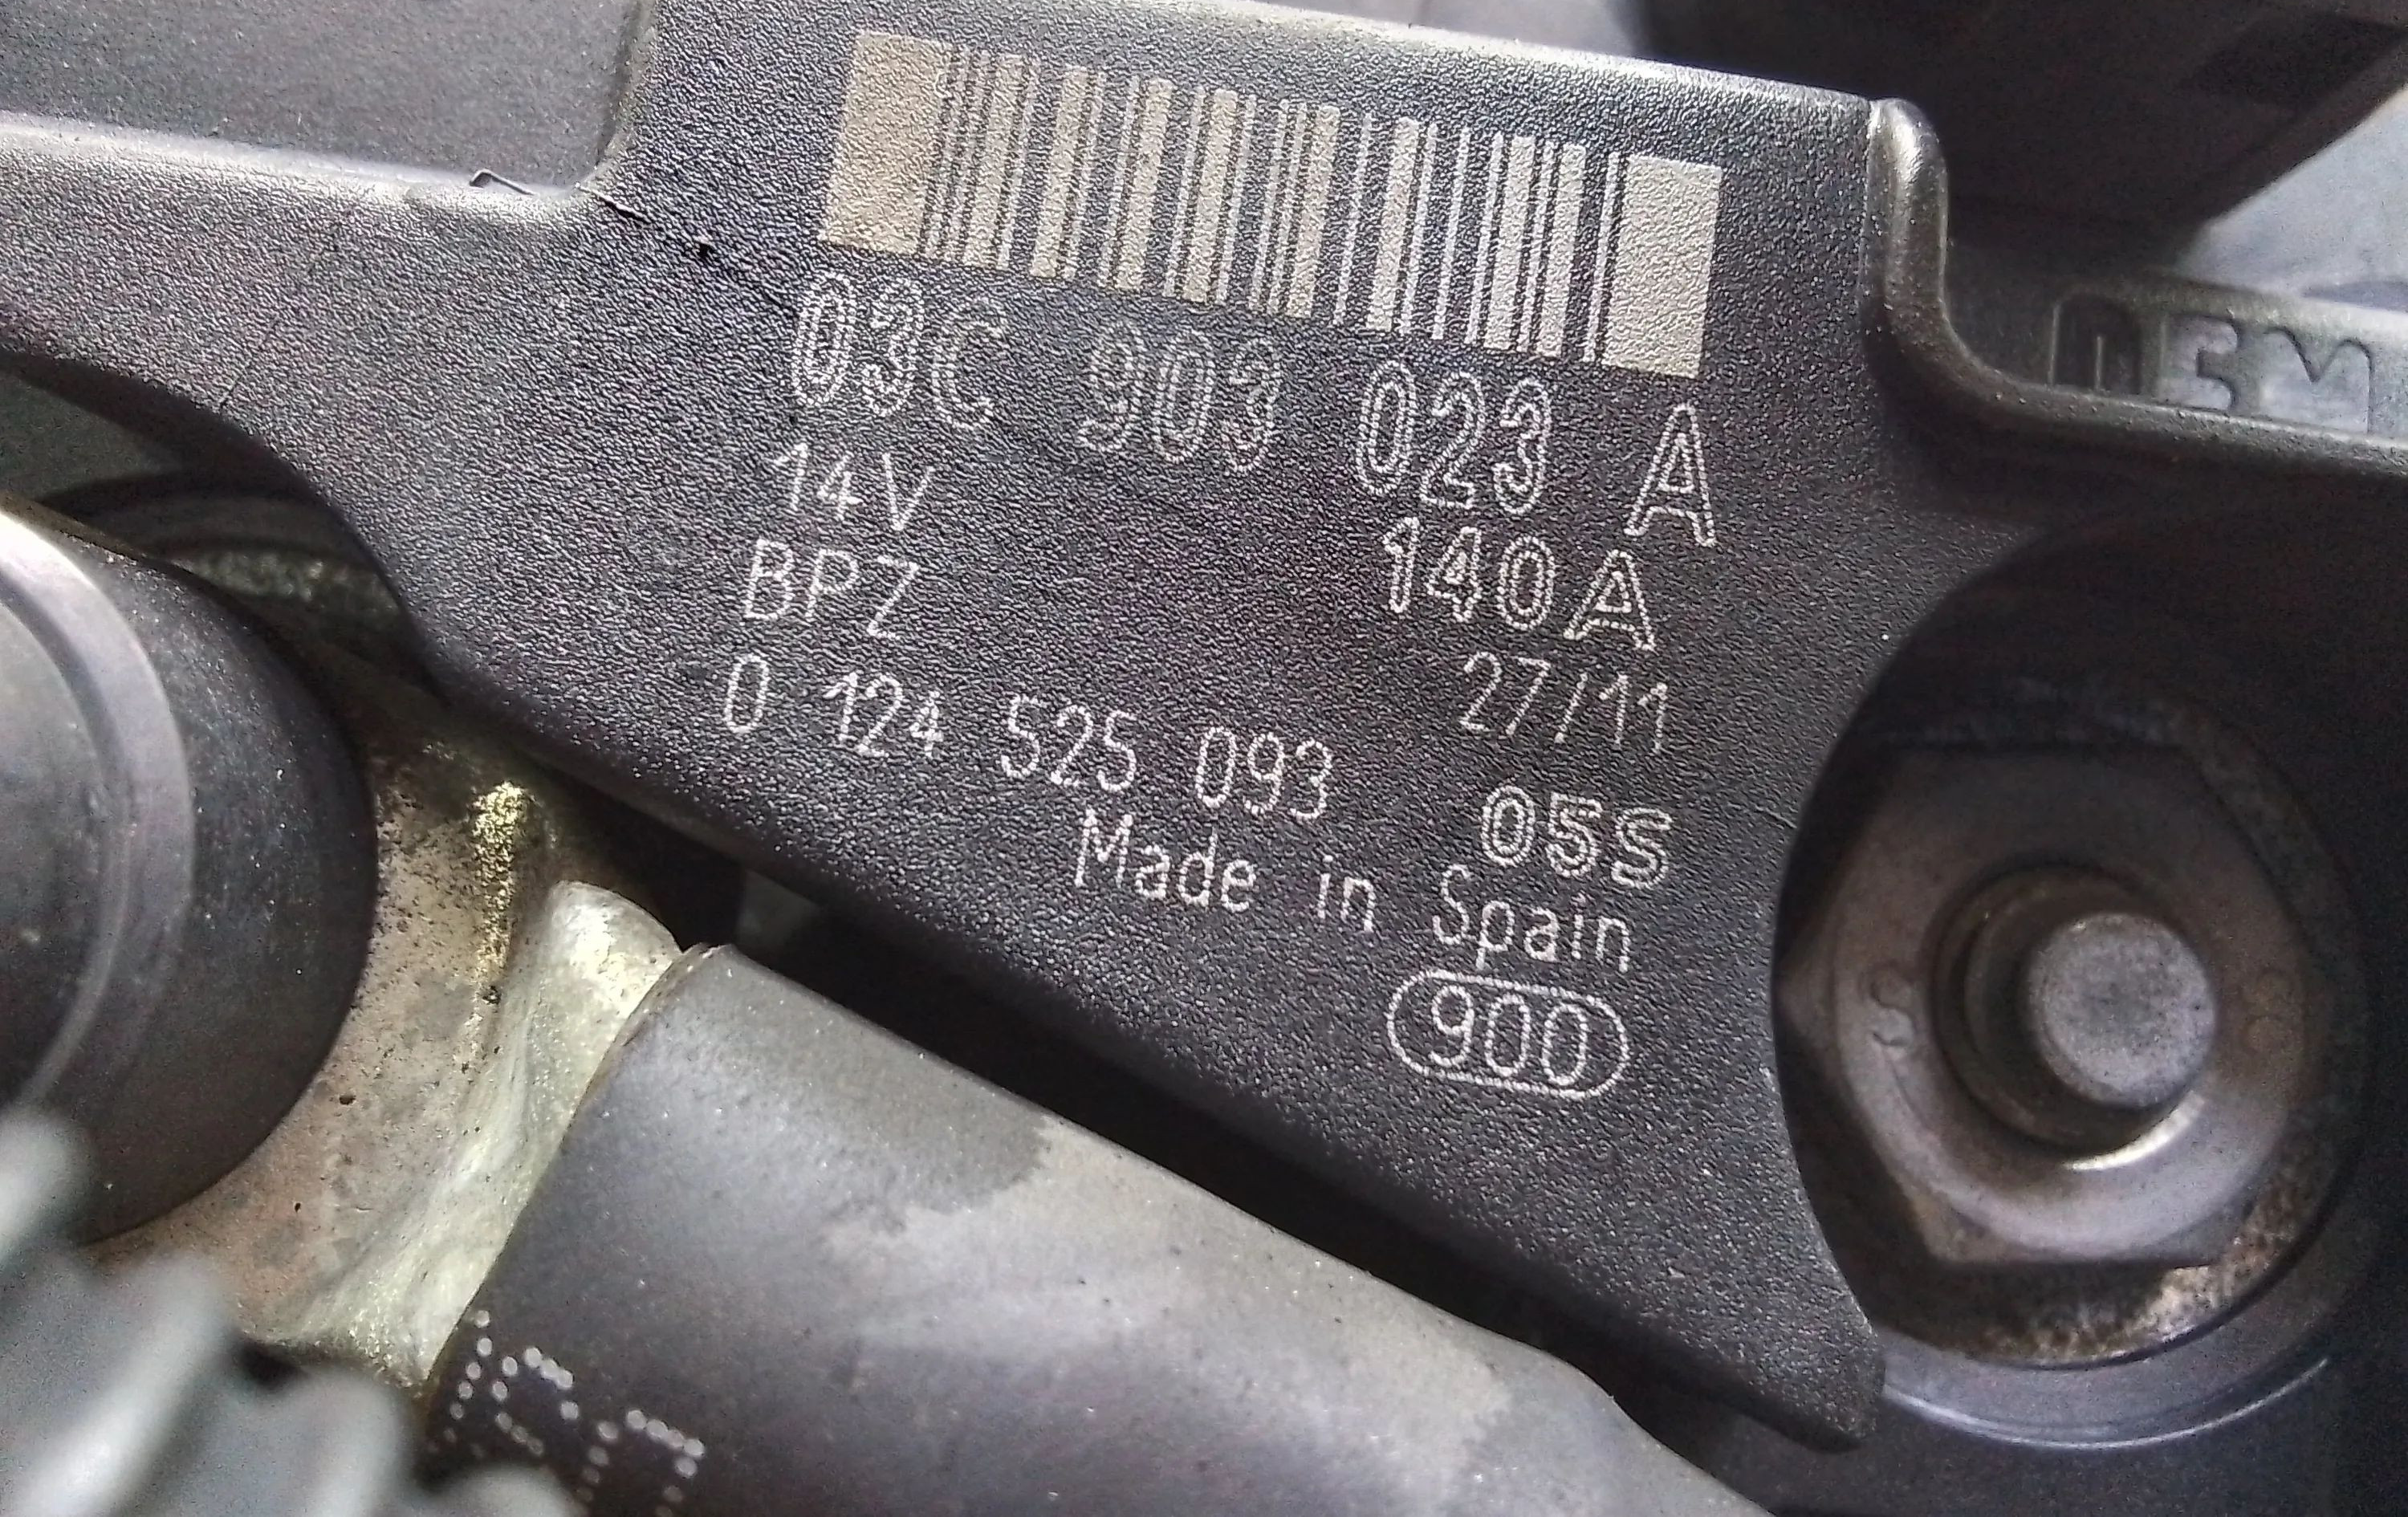 03C 903 023 A
14V 140A
BPZ 27/11
0 124 525 093 05S
Made in Spain
900